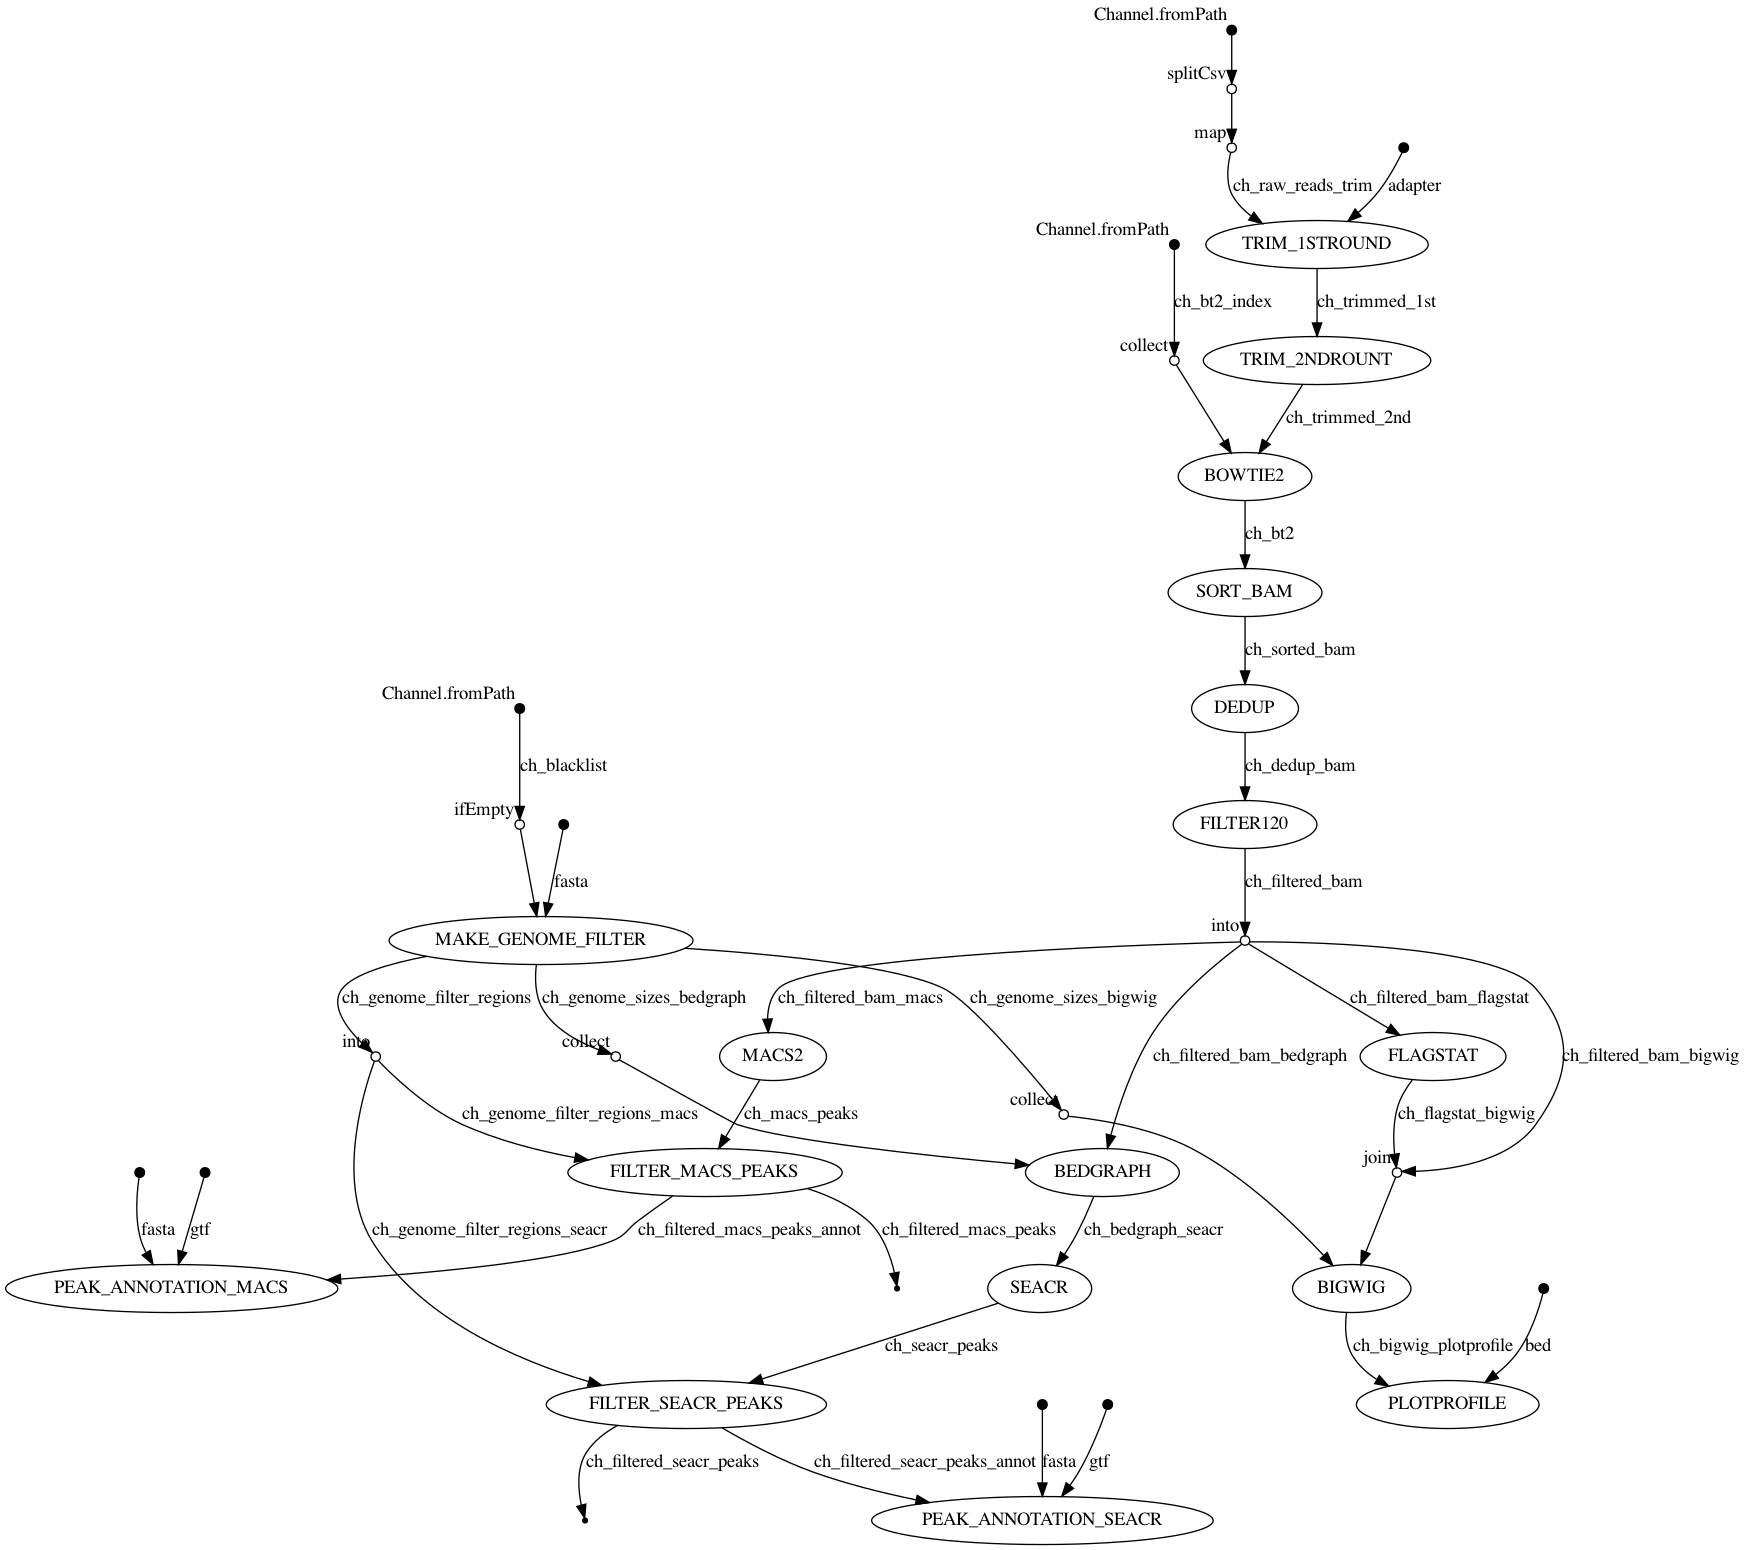 Channel.fromPath
splitCsv
map
ch_raw_reads_trim
adapter
Channel.fromPath
TRIM_1STROUND
ch_bt2_index
ch_trimmed_1st
collect
TRIM_2NDROUNT
ch_trimmed_2nd
BOWTIE2
ch_bt2
SORT_BAM
ch_sorted_bam
Channel.fromPath
DEDUP
ch_blacklist
ch_dedup_bam
ifEmpty
FILTER120
fasta
ch_filtered_bam
into
MAKE_GENOME_FILTER
ch_genome_filter_regions
ch_genome_sizes_bedgraph
ch_filtered_bam_macs
ch_genome_sizes_bigwig
ch_filtered_bam_flagstat
into
collect
MACS2
ch_filtered_bam_bedgraph
FLAGSTAT
ch_filtered_bam_bigwig
collect
ch_genome_filter_regions_macs
ch_macs_peaks
ch_flagstat_bigwig
join
FILTER_MACS_PEAKS
BEDGRAPH
fasta
gtf
ch_genome_filter_regions_seacr
ch_filtered_macs_peaks_annot
ch_filtered_macs_peaks
ch_bedgraph_seacr
PEAK_ANNOTATION_MACS
SEACR
BIGWIG
ch_seacr_peaks
ch_bigwig_plotprofile
bed
FILTER_SEACR_PEAKS
PLOTPROFILE
ch_filtered_seacr_peaks
ch_filtered_seacr_peaks_annot
fasta
gtf
PEAK_ANNOTATION_SEACR